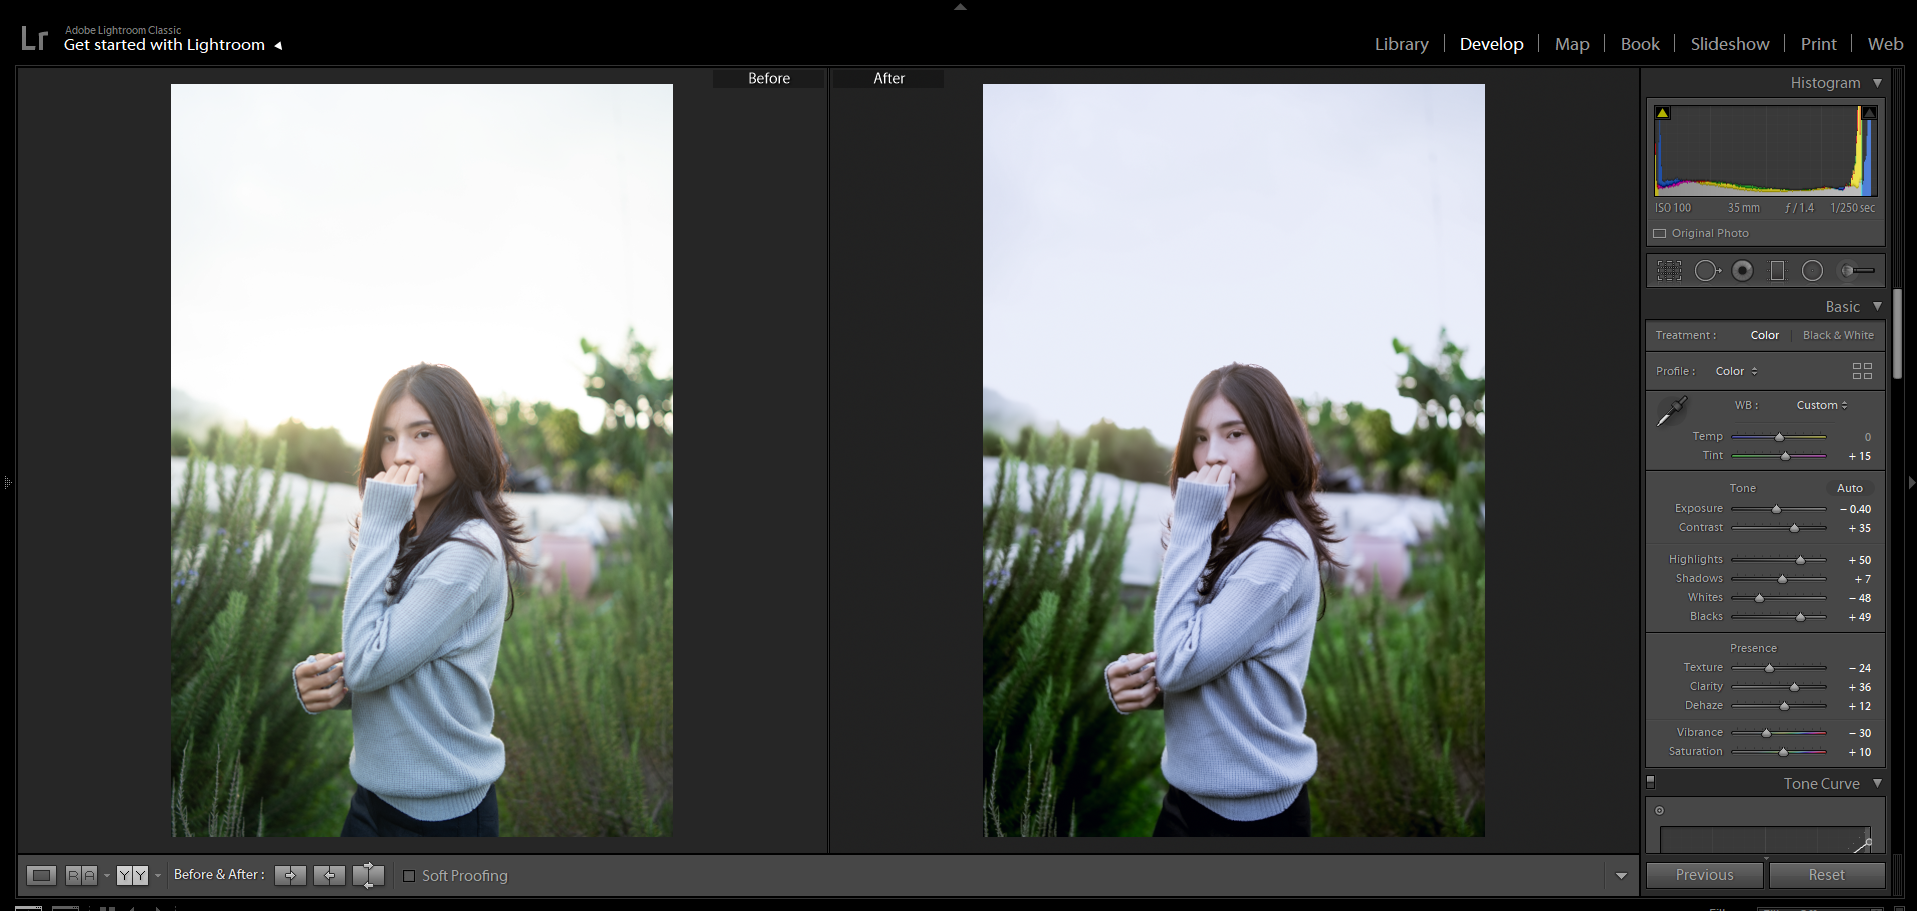 Lr
Adobe Lightroom Classic
Get started with Lightroom
Library Develop Map Book Slideshow Print Web
Before After
Histogram
ISO 100 35 mm ƒ / 1.4 1/250 sec
Original Photo
Basic
Treatment : Color Black & White
Profile : Color
WB : Custom
Temp 0
Tint + 15
Tone Auto
Exposure − 0.40
Contrast + 35
Highlights + 50
Shadows + 7
Whites − 48
Blacks + 49
Presence
Texture − 24
Clarity + 36
Dehaze + 12
Vibrance − 30
Saturation + 10
Tone Curve
R A Y Y Before & After : Soft Proofing
Previous Reset